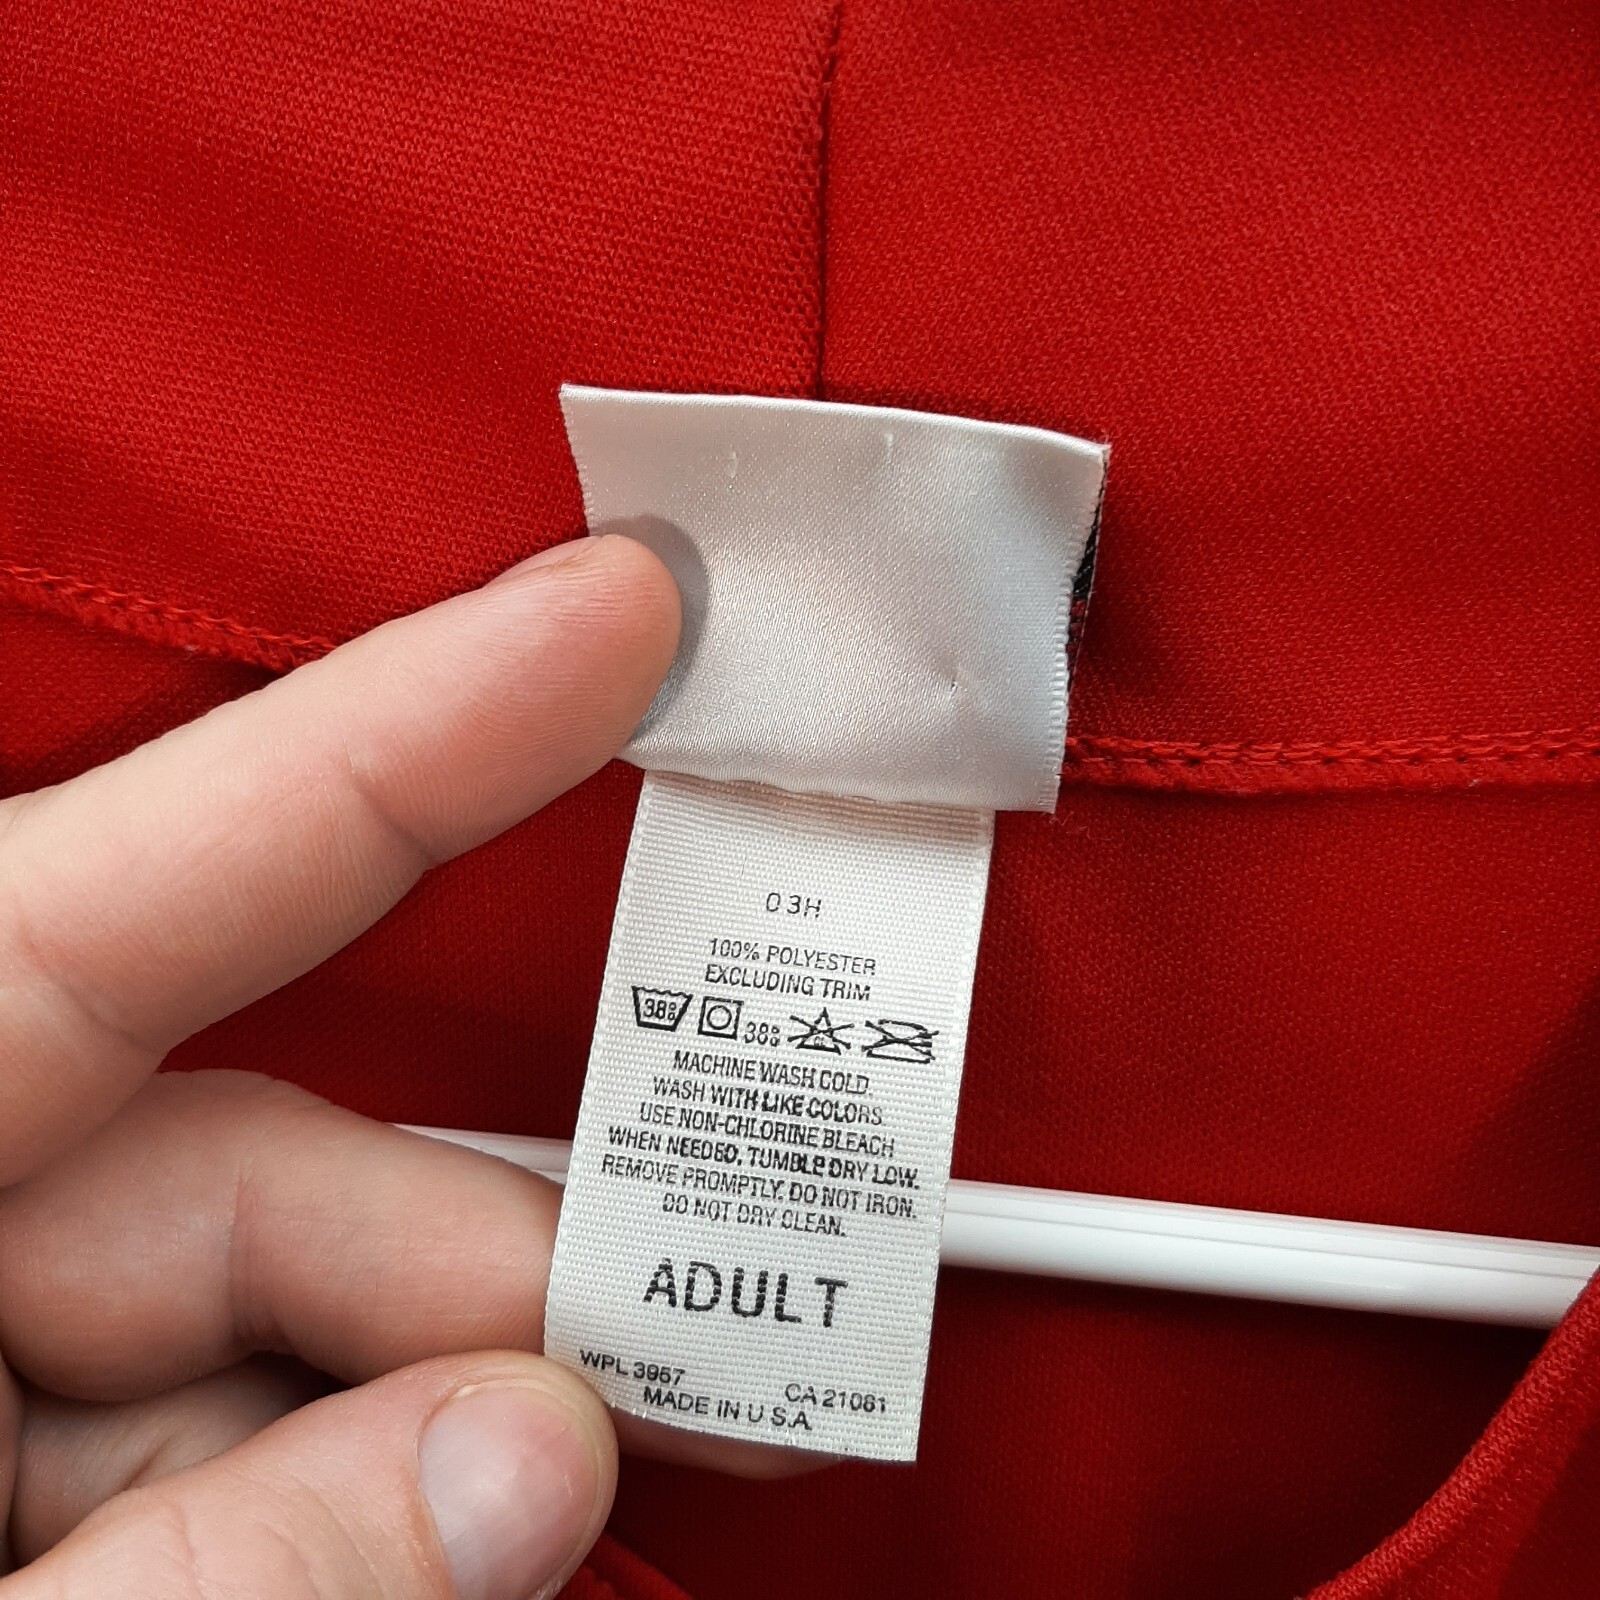 03H
100% POLYESTER
EXCLUDING TRIM
38° 38°
MACHINE WASH COLD.
WASH WITH LIKE COLORS
USE NON-CHLORINE BLEACH
WHEN NEEDED. TUMBLE DRY LOW.
REMOVE PROMPTLY. DO NOT IRON.
DO NOT DRY CLEAN.
ADULT
WPL 3957 CA 21081
MADE IN U S.A